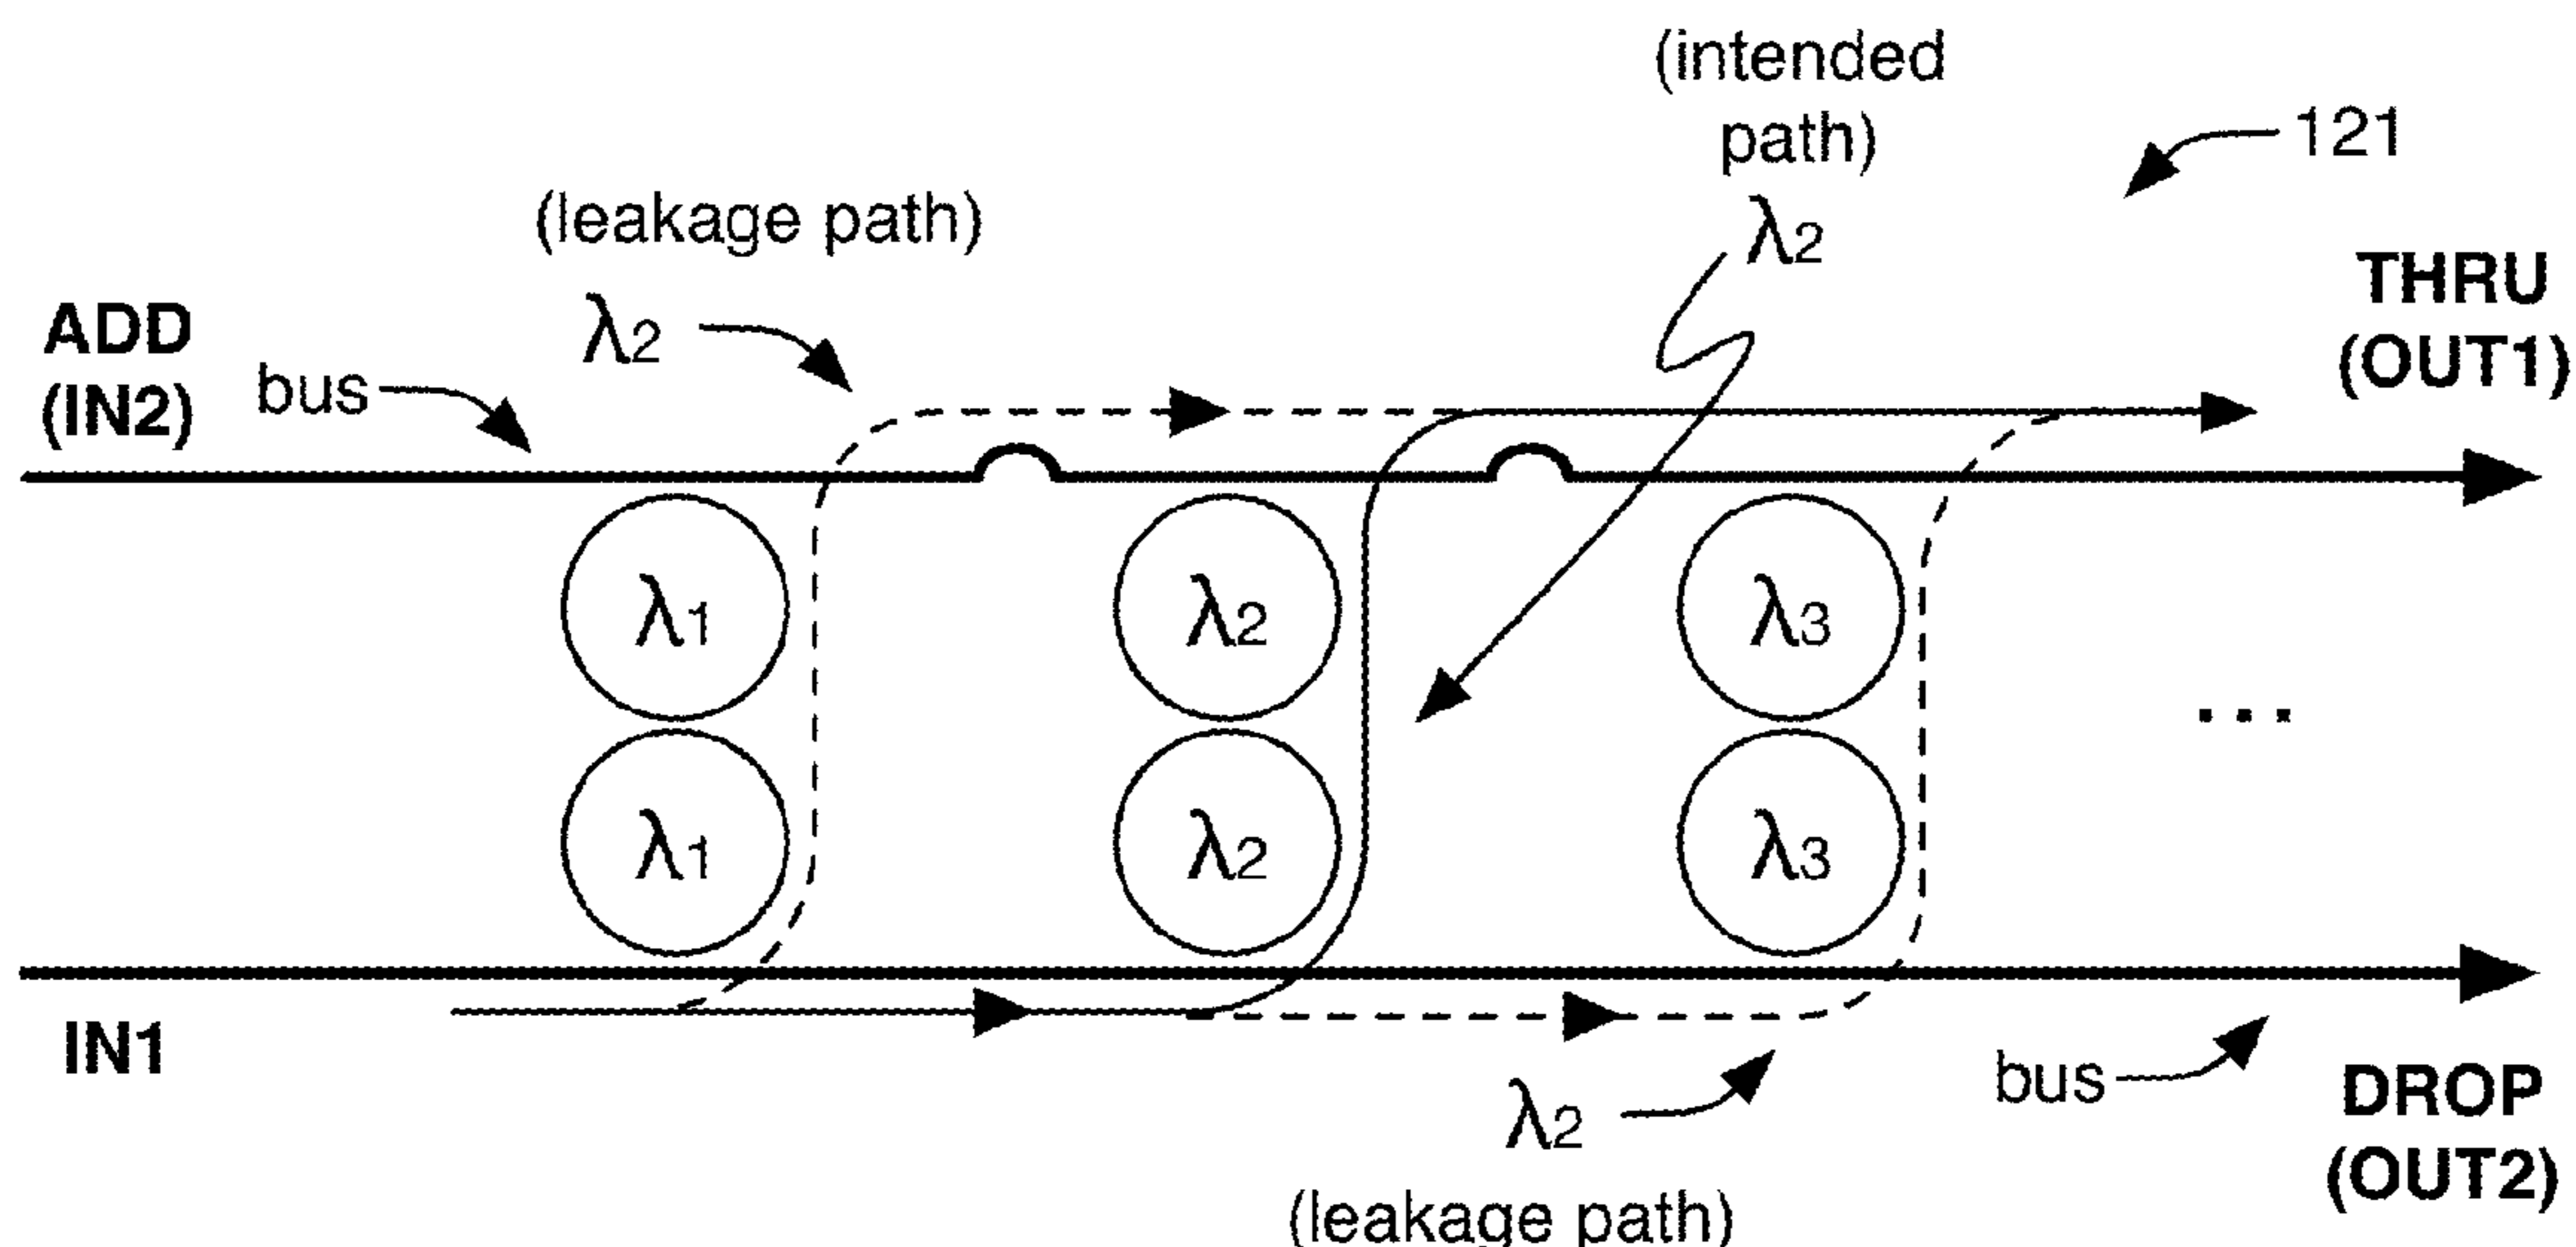 (intended
path)
λ2
121
(leakage path)
λ2
ADD
(IN2)
bus
THRU
(OUT1)
λ1
λ2
λ3
...
λ1
λ2
λ3
IN1
λ2
(leakage path)
bus
DROP
(OUT2)